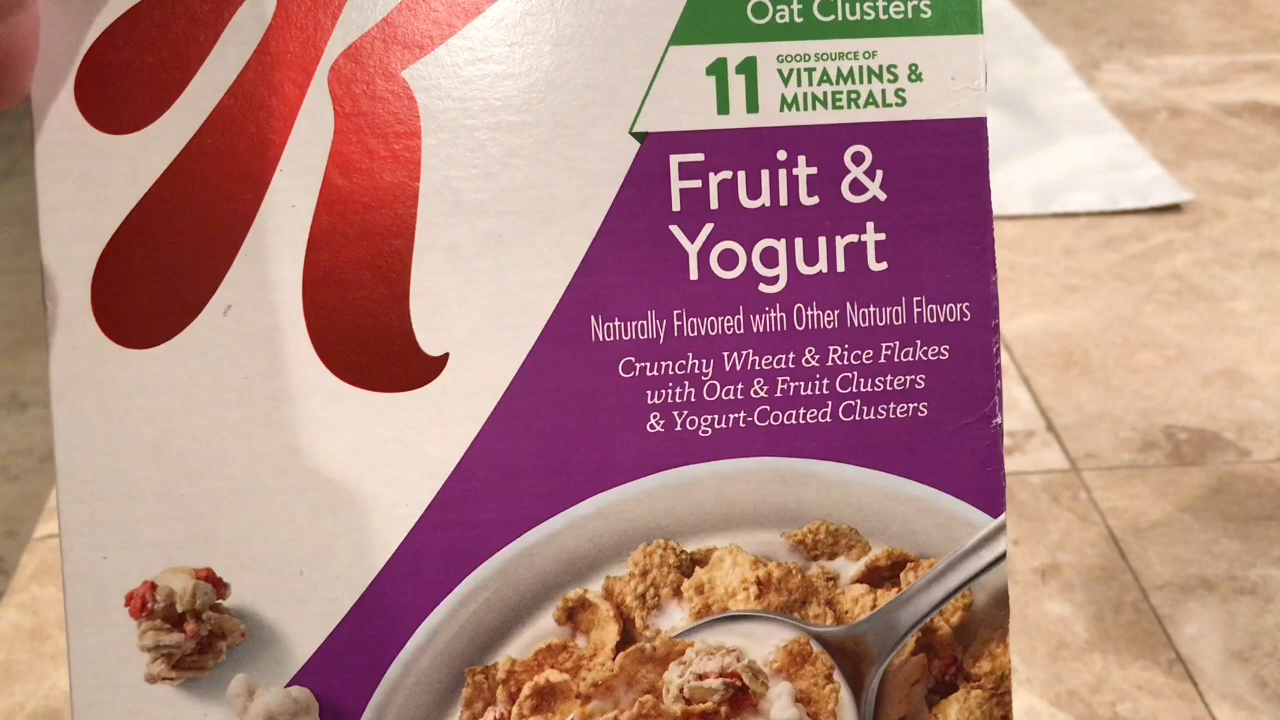 K
Oat Clusters
11
GOOD SOURCE OF
VITAMINS &
MINERALS
Fruit &
Yogurt
Naturally Flavored with Other Natural Flavors
Crunchy Wheat & Rice Flakes
with Oat & Fruit Clusters
& Yogurt-Coated Clusters